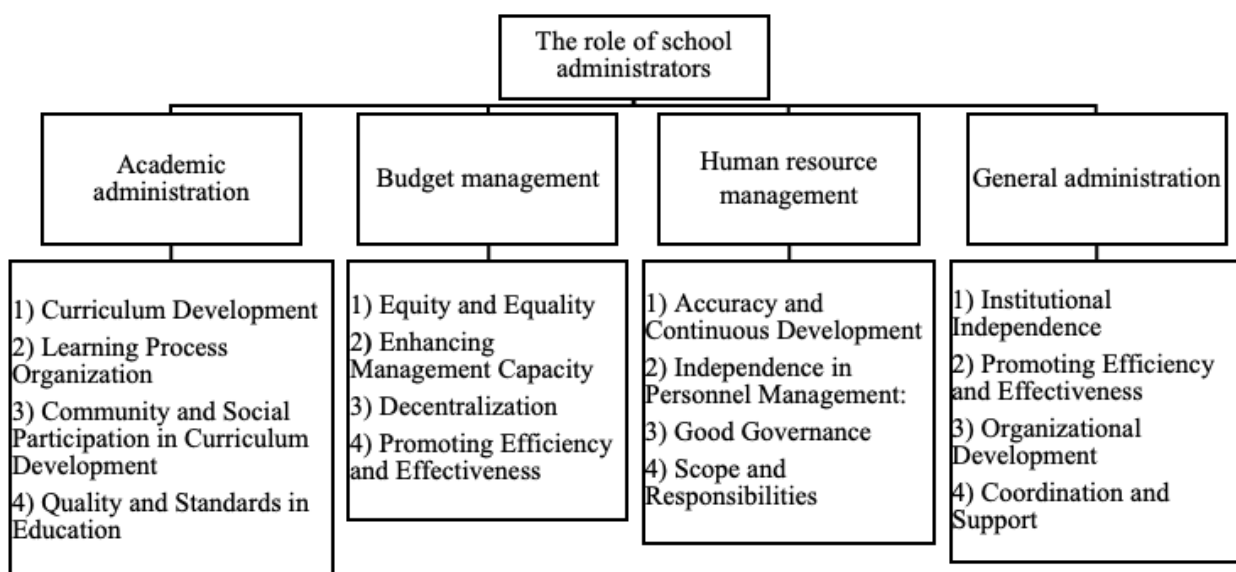 The role of school
administrators
Academic
administration
Budget management
Human resource
management
General administration
1) Curriculum Development
2) Learning Process
Organization
3) Community and Social
Participation in Curriculum
Development
4) Quality and Standards in
Education
1) Equity and Equality
2) Enhancing
Management Capacity
3) Decentralization
4) Promoting Efficiency
and Effectiveness
1) Accuracy and
Continuous Development
2) Independence in
Personnel Management:
3) Good Governance
4) Scope and
Responsibilities
1) Institutional
Independence
2) Promoting Efficiency
and Effectiveness
3) Organizational
Development
4) Coordination and
Support